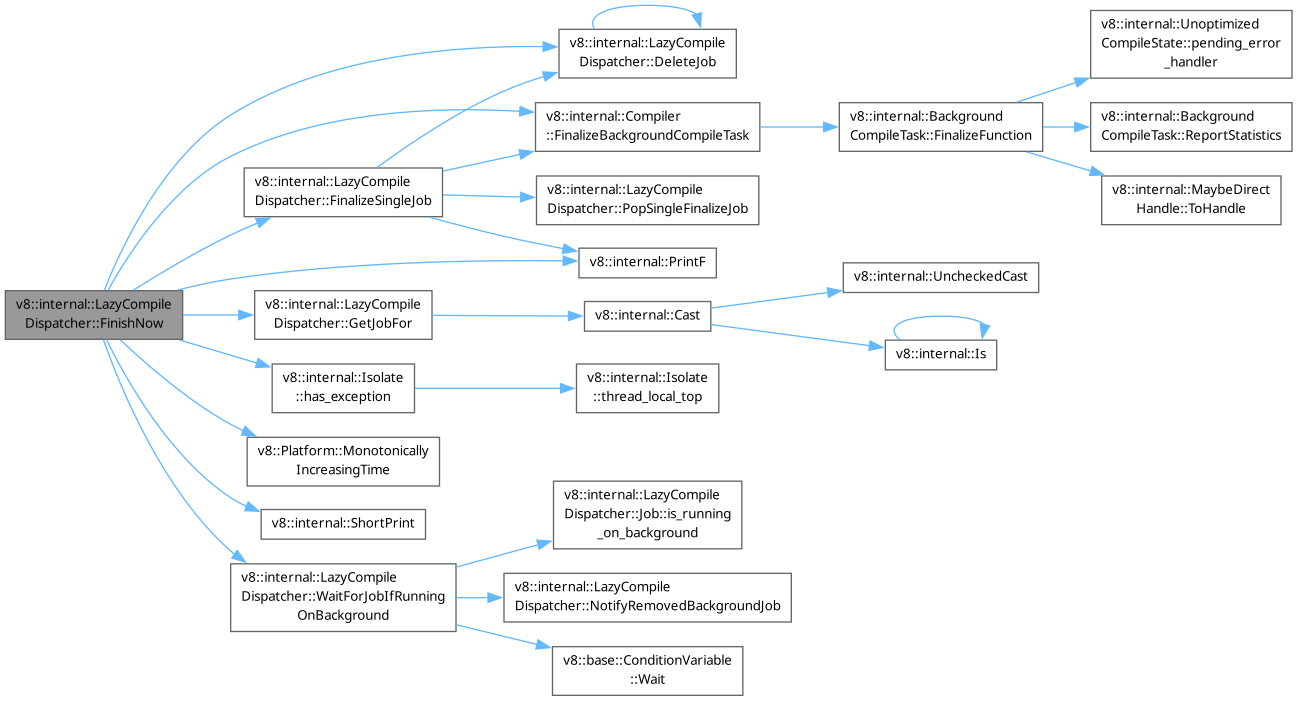 v8::internal::LazyCompile
Dispatcher::FinishNow
v8::internal::LazyCompile
Dispatcher::DeleteJob
v8::internal::Compiler
::FinalizeBackgroundCompileTask
v8::internal::Background
CompileTask::FinalizeFunction
v8::internal::Unoptimized
CompileState::pending_error
_handler
v8::internal::Background
CompileTask::ReportStatistics
v8::internal::MaybeDirect
Handle::ToHandle
v8::internal::LazyCompile
Dispatcher::FinalizeSingleJob
v8::internal::LazyCompile
Dispatcher::PopSingleFinalizeJob
v8::internal::PrintF
v8::internal::LazyCompile
Dispatcher::GetJobFor
v8::internal::Cast
v8::internal::UncheckedCast
v8::internal::Is
v8::internal::Isolate
::has_exception
v8::internal::Isolate
::thread_local_top
v8::Platform::Monotonically
IncreasingTime
v8::internal::ShortPrint
v8::internal::LazyCompile
Dispatcher::WaitForJobIfRunning
OnBackground
v8::internal::LazyCompile
Dispatcher::Job::is_running
_on_background
v8::internal::LazyCompile
Dispatcher::NotifyRemovedBackgroundJob
v8::base::ConditionVariable
::Wait